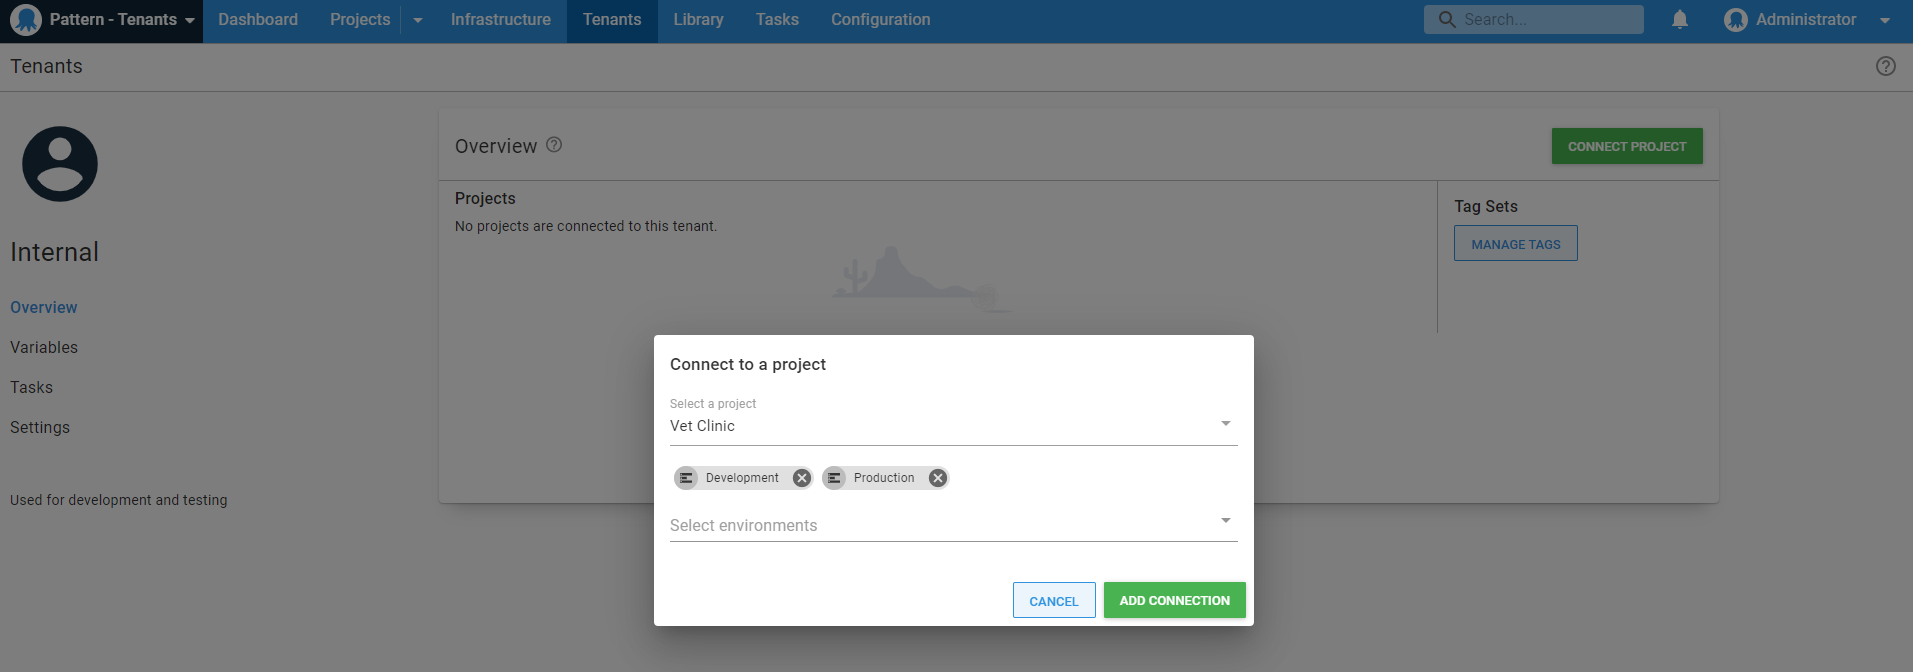 Pattern - Tenants Dashboard Projects Infrastructure Tenants Library Tasks Configuration Search... Administrator
Tenants
Internal
Overview
Variables
Tasks
Settings
Used for development and testing
Overview
CONNECT PROJECT
Projects
No projects are connected to this tenant.
Tag Sets
MANAGE TAGS
Connect to a project
Select a project
Vet Clinic
Development Production
Select environments
CANCEL ADD CONNECTION